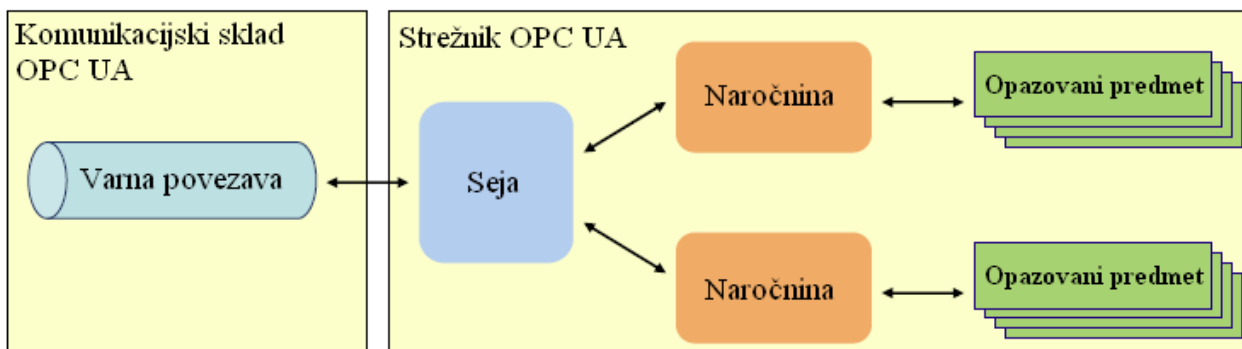 Komunikacijski sklad
OPC UA
Varna povezava
Strežnik OPC UA
Seja
Naročnina
Opazovani predmet
Naročnina
Opazovani predmet